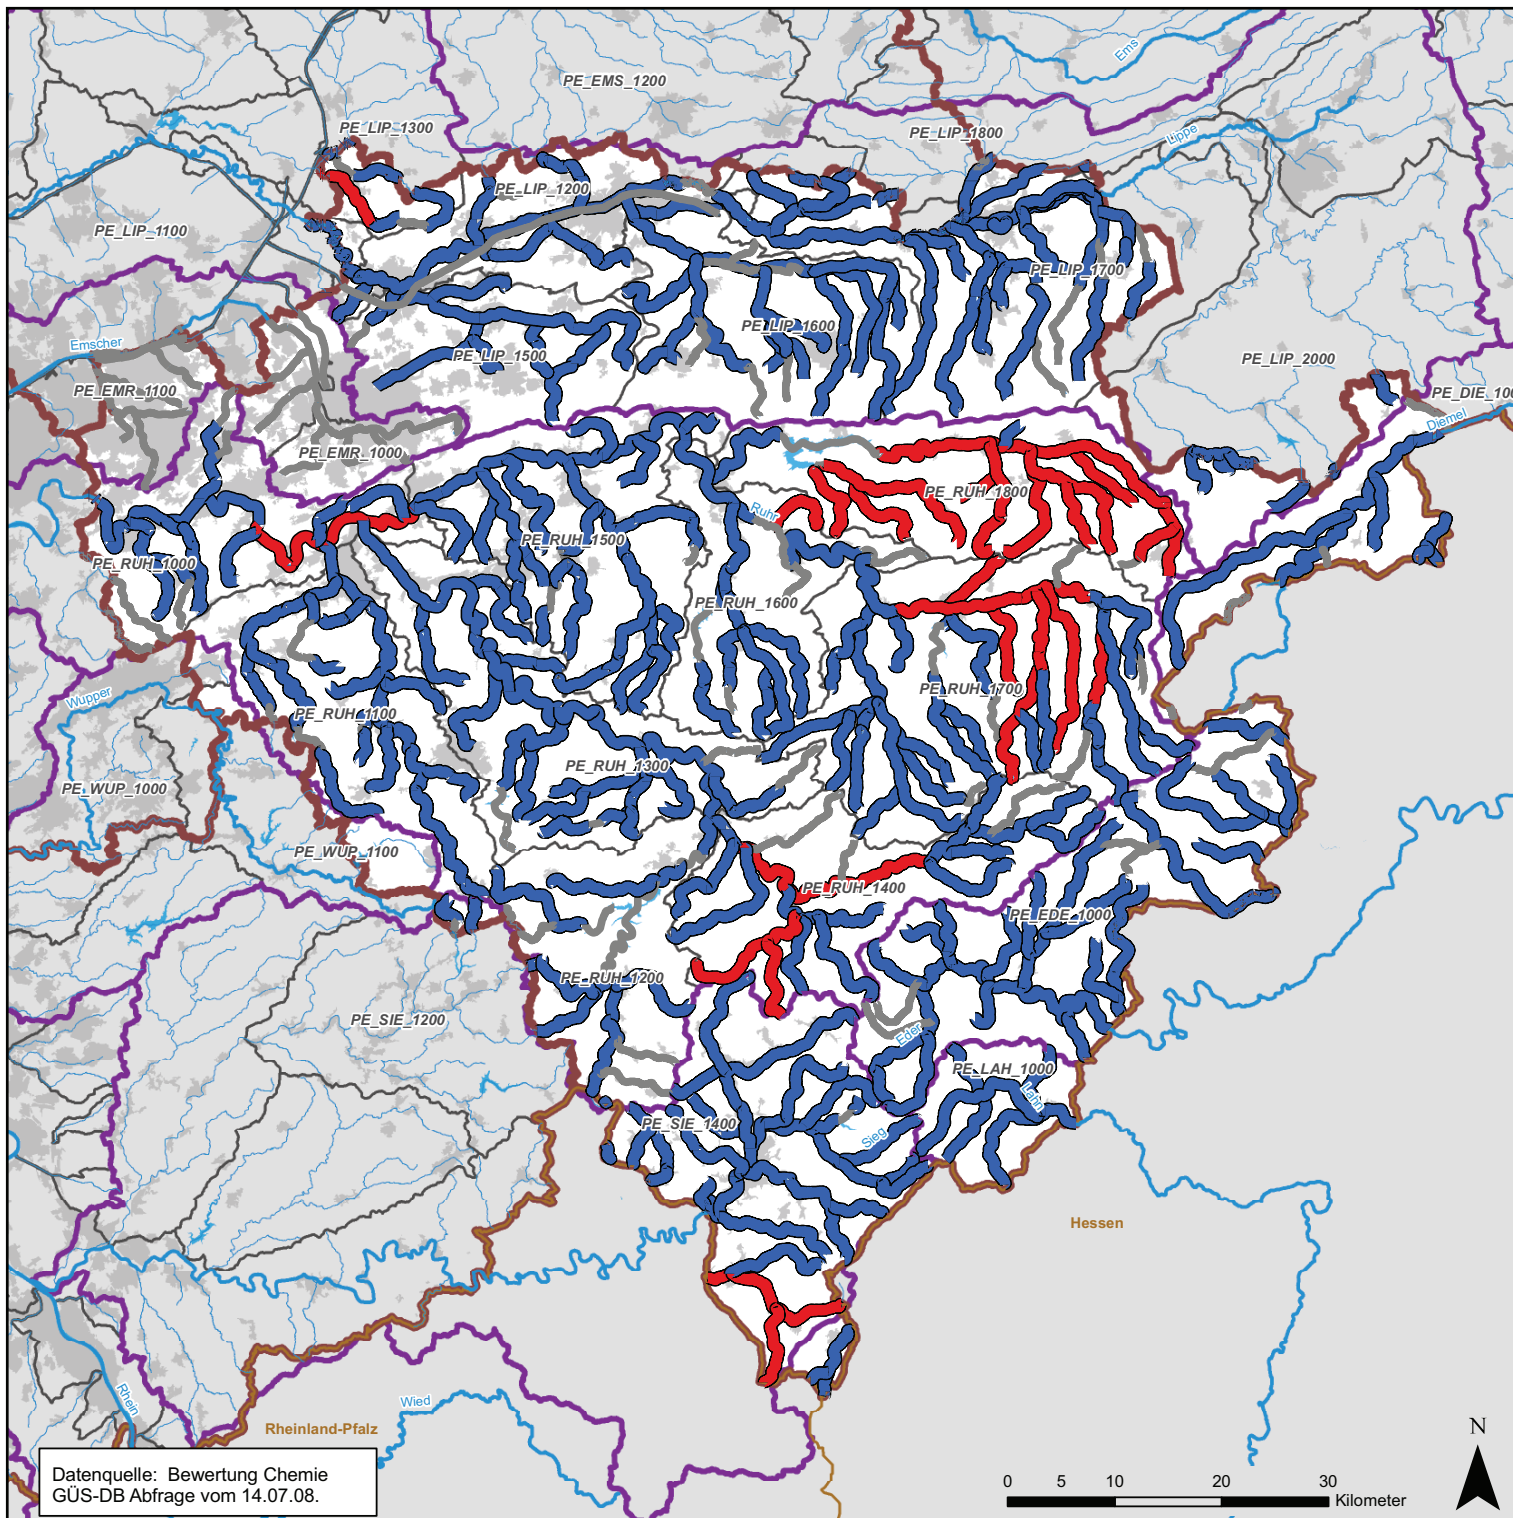 Ems
PE_EMS_1200
PE_LIP_1300
PE_LIP_1800
Lippe
PE_LIP_1200
PE_LIP_1100
PE_LIP_1700
PE_LIP_1600
Emscher
PE_LIP_1500
PE_LIP_2000
PE_EMR_1100
PE_DIE_100
Diemel
PE_EMR_1000
PE_RUH_1800
Ruhr
PE_RUH_1500
PE_RUH_1000
PE_RUH_1600
Wupper
PE_RUH_1700
PE_RUH_1100
PE_RUH_1300
PE_WUP_1000
PE_WUP_1100
PE_RUH_1400
PE_EDE_1000
PE_RUH_1200
PE_SIE_1200
Eder
PE_LAH_1000
Lahn
PE_SIE_1400
Sieg
Hessen
Rhein
Wied
Rheinland-Pfalz
N
Datenquelle: Bewertung Chemie
GÜS-DB Abfrage vom 14.07.08.
0 5 10 20 30
Kilometer